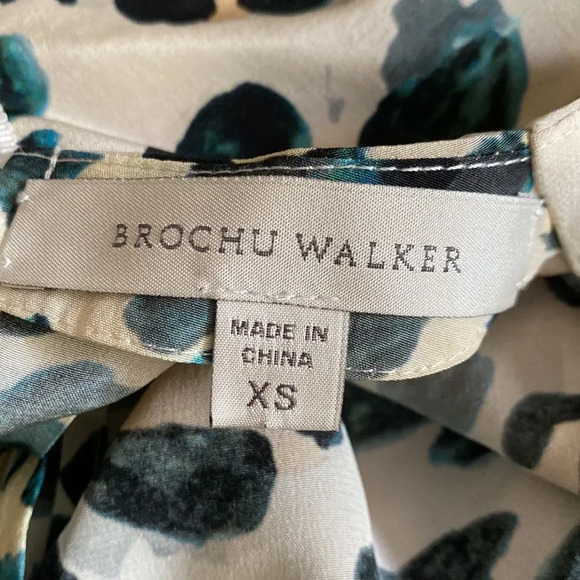 BROCHU WALKER
MADE IN
CHINA
XS